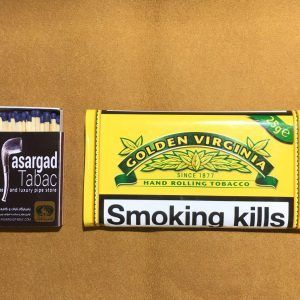 asargad
Tabac
and luxury pipe store
GOLDEN VIRGINIA
SINCE 1877
HAND ROLLING TOBACCO
25g℮
Smoking kills